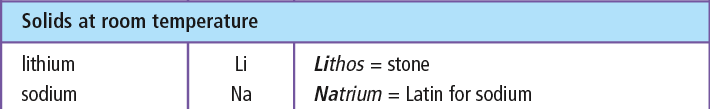 Solids at room temperature
lithium Li Lithos = stone
sodium Na Natrium = Latin for sodium